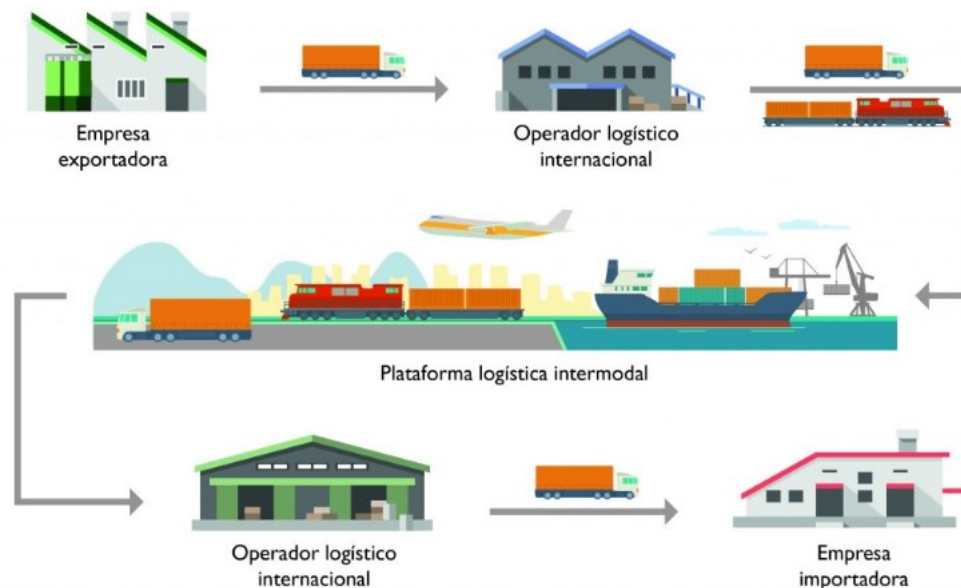 Empresa
exportadora
Operador logístico
internacional
Plataforma logística intermodal
Operador logístico
internacional
Empresa
importadora